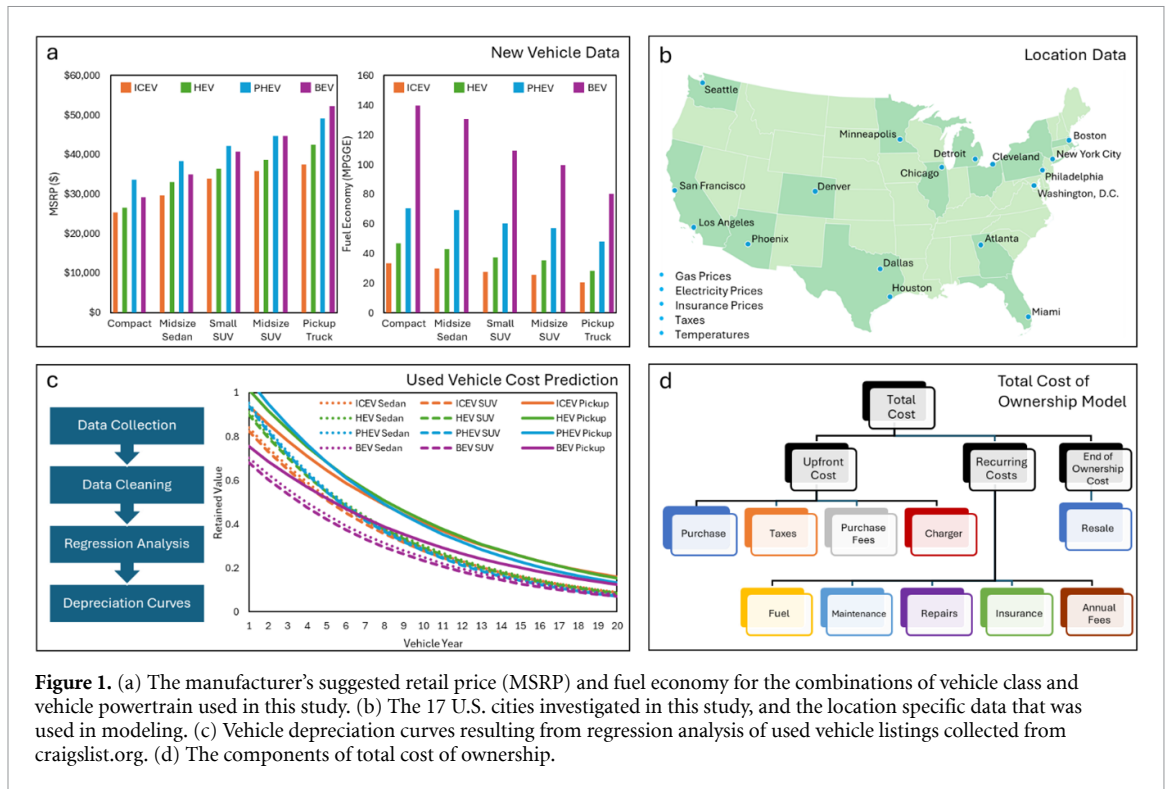 a
New Vehicle Data
$60,000
$50,000
$40,000
$30,000
$20,000
$10,000
$0
MSRP ($)
ICEV HEV PHEV BEV
Compact Midsize Sedan Small SUV Midsize SUV Pickup Truck
160
140
120
100
80
60
40
20
0
Fuel Economy (MPGGE)
ICEV HEV PHEV BEV
Compact Midsize Sedan Small SUV Midsize SUV Pickup Truck
b
Location Data
Seattle
Minneapolis
Boston
Detroit
Cleveland
New York City
Chicago
Philadelphia
San Francisco
Denver
Washington, D.C.
Los Angeles
Phoenix
Atlanta
Dallas
Houston
Miami
Gas Prices
Electricity Prices
Insurance Prices
Taxes
Temperatures
c
Used Vehicle Cost Prediction
Data Collection
Data Cleaning
Regression Analysis
Depreciation Curves
1
0.8
0.6
0.4
0.2
0
Retained Value
ICEV Sedan ICEV SUV ICEV Pickup
HEV Sedan HEV SUV HEV Pickup
PHEV Sedan PHEV SUV PHEV Pickup
BEV Sedan BEV SUV BEV Pickup
1 2 3 4 5 6 7 8 9 10 11 12 13 14 15 16 17 18 19 20
Vehicle Year
d
Total Cost of
Ownership Model
Total
Cost
Upfront
Cost
Recurring
Costs
End of
Ownership
Cost
Purchase
Taxes
Purchase
Fees
Charger
Resale
Fuel
Maintenance
Repairs
Insurance
Annual
Fees
Figure 1. (a) The manufacturer's suggested retail price (MSRP) and fuel economy for the combinations of vehicle class and
vehicle powertrain used in this study. (b) The 17 U.S. cities investigated in this study, and the location specific data that was
used in modeling. (c) Vehicle depreciation curves resulting from regression analysis of used vehicle listings collected from
craigslist.org. (d) The components of total cost of ownership.